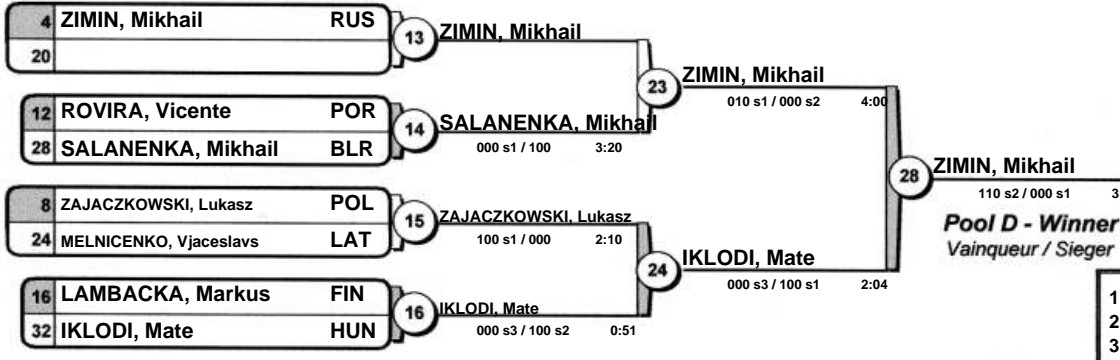 4 ZIMIN, Mikhail RUS
20
13 ZIMIN, Mikhail
12 ROVIRA, Vicente POR
28 SALANENKA, Mikhail BLR
14 SALANENKA, Mikhail
000 s1 / 100 3:20
23 ZIMIN, Mikhail
010 s1 / 000 s2 4:00
8 ZAJACZKOWSKI, Lukasz POL
24 MELNICENKO, Vjaceslavs LAT
15 ZAJACZKOWSKI, Lukasz
100 s1 / 000 2:10
16 LAMBACKA, Markus FIN
32 IKLODI, Mate HUN
16 IKLODI, Mate
000 s3 / 100 s2 0:51
24 IKLODI, Mate
000 s3 / 100 s1 2:04
28 ZIMIN, Mikhail
110 s2 / 000 s1 3
Pool D - Winner
Vainqueur / Sieger
1
2
3